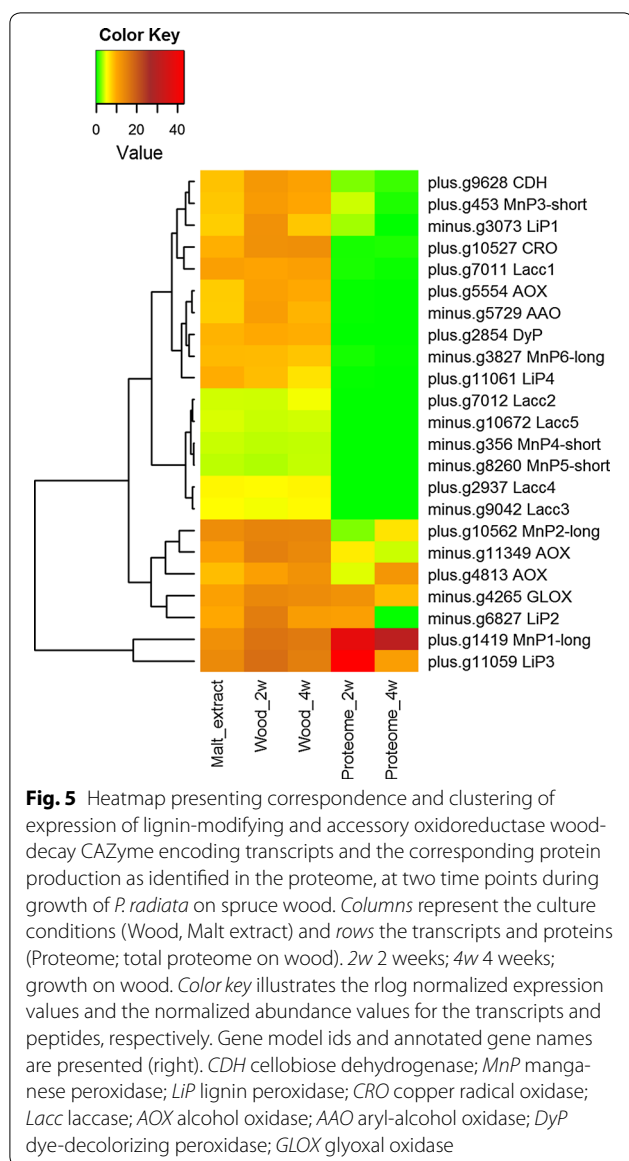 Color Key
0 20 40
Value
plus.g9628 CDH
plus.g453 MnP3-short
minus.g3073 LiP1
plus.g10527 CRO
plus.g7011 Lacc1
plus.g5554 AOX
minus.g5729 AAO
plus.g2854 DyP
minus.g3827 MnP6-long
plus.g11061 LiP4
plus.g7012 Lacc2
minus.g10672 Lacc5
minus.g356 MnP4-short
minus.g8260 MnP5-short
plus.g2937 Lacc4
minus.g9042 Lacc3
plus.g10562 MnP2-long
minus.g11349 AOX
plus.g4813 AOX
minus.g4265 GLOX
minus.g6827 LiP2
plus.g1419 MnP1-long
plus.g11059 LiP3
Malt_extract
Wood_2w
Wood_4w
Proteome_2w
Proteome_4w
Fig. 5 Heatmap presenting correspondence and clustering of
expression of lignin-modifying and accessory oxidoreductase wood-
decay CAZyme encoding transcripts and the corresponding protein
production as identified in the proteome, at two time points during
growth of P. radiata on spruce wood. Columns represent the culture
conditions (Wood, Malt extract) and rows the transcripts and proteins
(Proteome; total proteome on wood). 2w 2 weeks; 4w 4 weeks;
growth on wood. Color key illustrates the rlog normalized expression
values and the normalized abundance values for the transcripts and
peptides, respectively. Gene model ids and annotated gene names
are presented (right). CDH cellobiose dehydrogenase; MnP manga-
nese peroxidase; LiP lignin peroxidase; CRO copper radical oxidase;
Lacc laccase; AOX alcohol oxidase; AAO aryl-alcohol oxidase; DyP
dye-decolorizing peroxidase; GLOX glyoxal oxidase